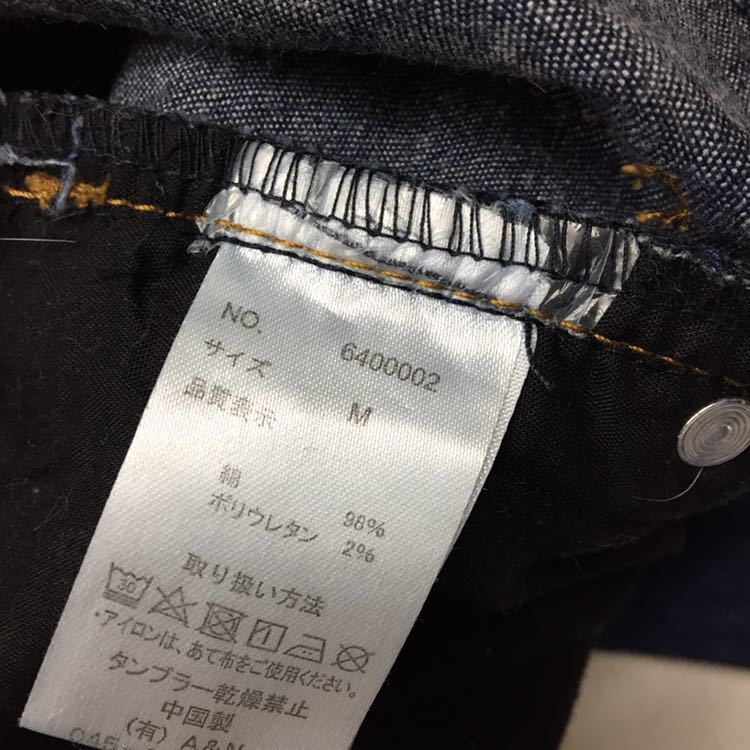 NO. 6400002
サイズ M
品質表示
綿 98%
ポリウレタン 2%
取り扱い方法
30
・アイロンは、あて布をご使用ください。
タンブラー乾燥禁止
中国製
(有) A&N